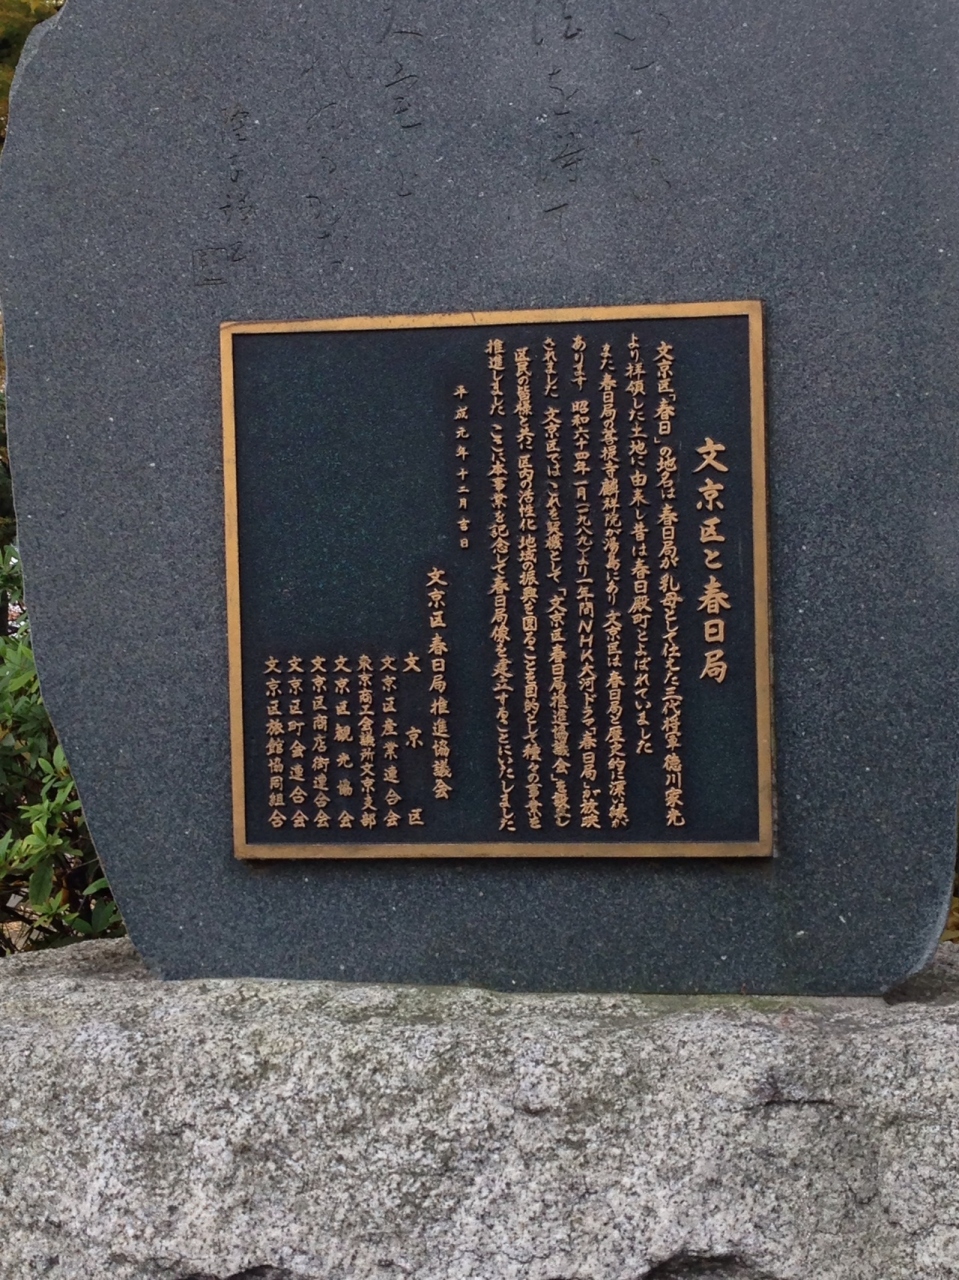 文京区と春日局
文京区「春日」の地名は 春日局が 乳母として仕えた三代将軍 徳川家光
より拝領した土地に由来し昔は春日殿町とよばれていました
また 春日局の菩提寺麟祥院が湯島にあり 文京区は 春日局と歴史的に深い縁が
あります 昭和六十四年一月(一九八九)より一年間NHK大河ドラマ「春日局」が放映
されました 文京区では これを契機として、「文京区春日局推進協議会」を設立し
区民の皆様と共に 区内の活性化 地域の振興を図ることを目的とし 種々の事業を
推進しました ここに本事業を記念して春日局像を建立することにいたしました
平成元年十二月吉日
文京区春日局推進協議会
文京区
文京区産業連合会
東京商工会議所文京支部
文京区観光協会
文京区商店街連合会
文京区町会連合会
文京区旅館協同組合